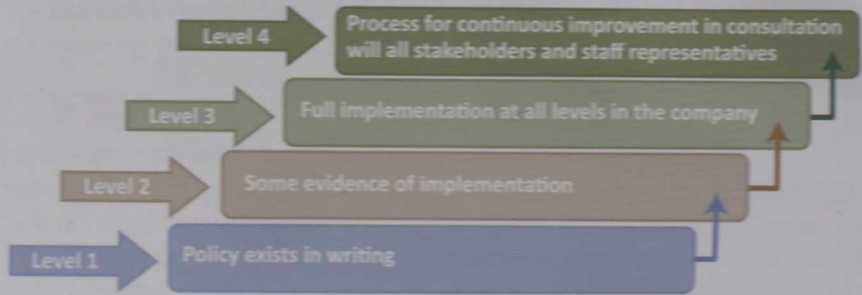 Level 4
Process for continuous improvement in consultation
will all stakeholders and staff representatives
Level 3
Full implementation at all levels in the company
Level 2
Some evidence of implementation
Level 1
Policy exists in writing